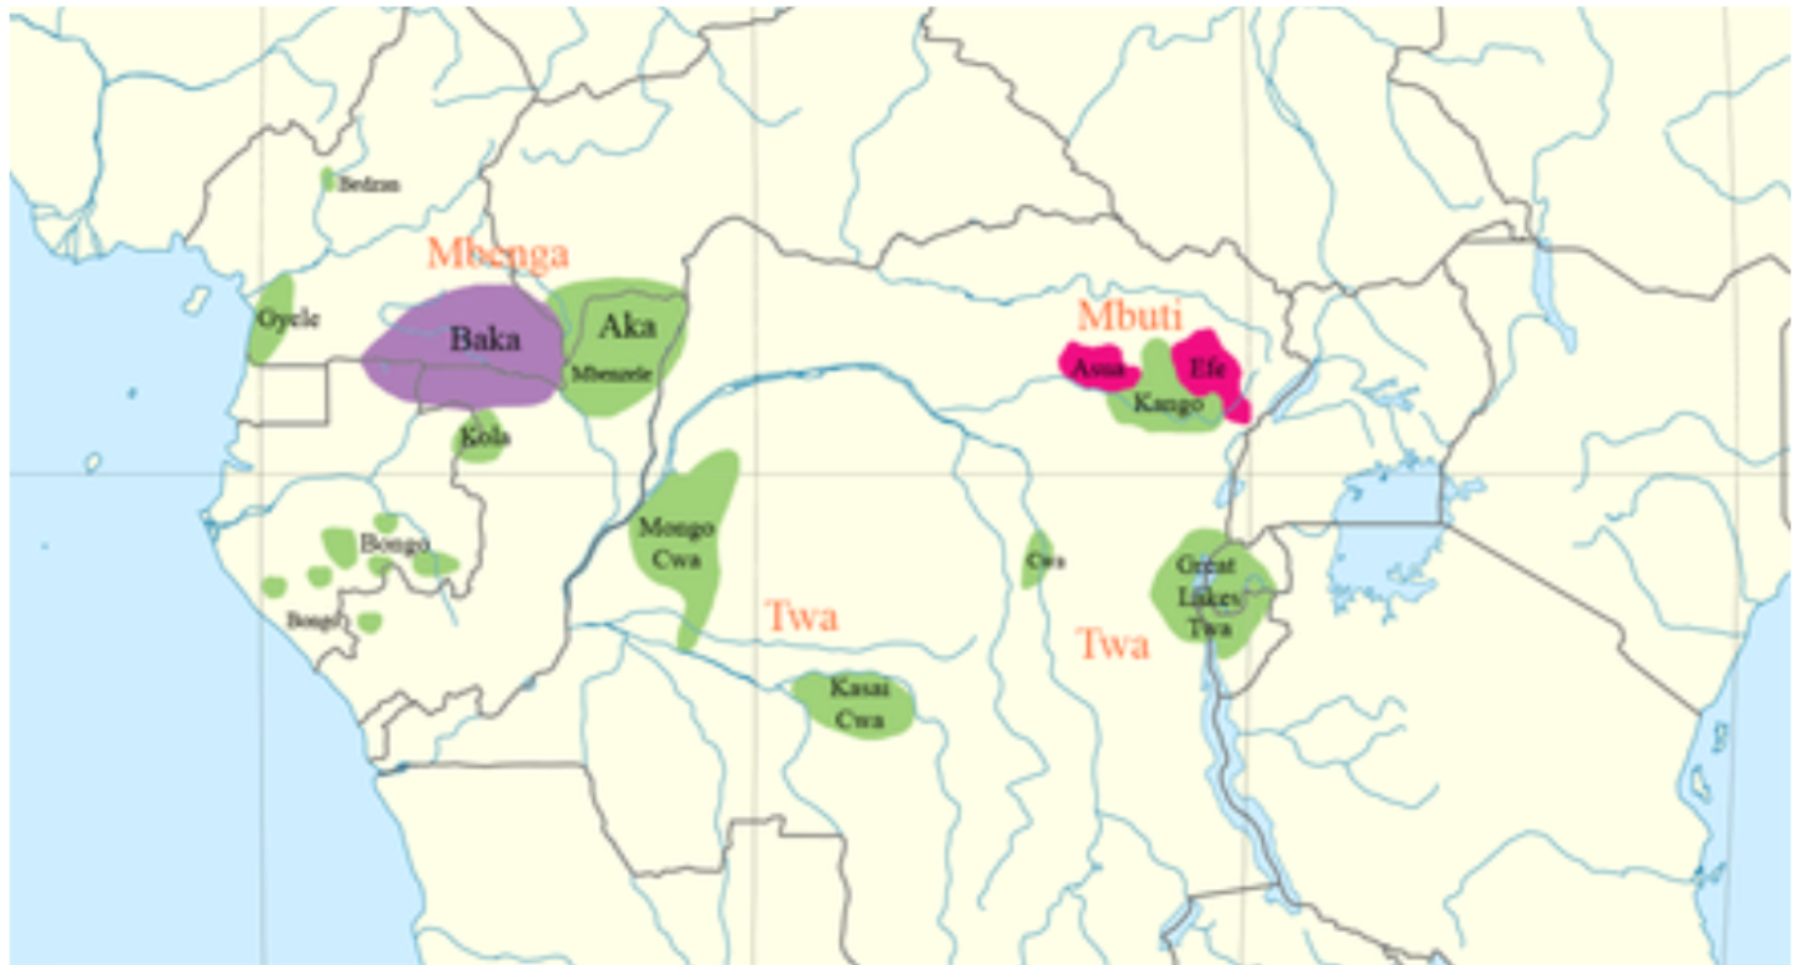 Bedzan
Mbenga
Gyele
Baka
Aka
Mbenzele
Kola
Mbuti
Asua
Efe
Kango
Mongo
Cwa
Bongo
Bongo
Cwa
Great
Lakes
Twa
Twa
Twa
Kasai
Cwa